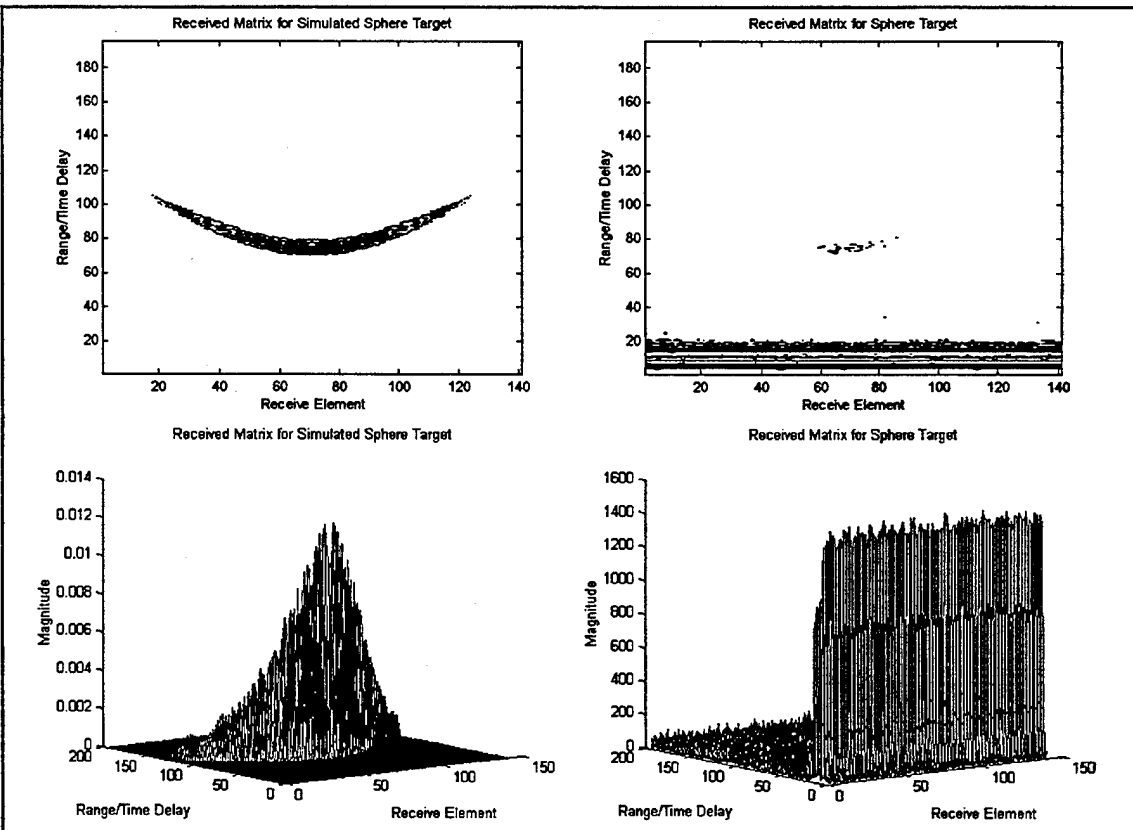 Received Matrix for Simulated Sphere Target
180
160
140
120
100
80
60
40
20
Range/Time Delay
20 40 60 80 100 120 140
Receive Element
Received Matrix for Sphere Target
180
160
140
120
100
80
60
40
20
Range/Time Delay
20 40 60 80 100 120 140
Receive Element
Received Matrix for Simulated Sphere Target
0.014
0.012
0.01
0.008
0.006
0.004
0.002
0
Magnitude
200 150 100 50 0
Range/Time Delay
0 50 100 150
Receive Element
Received Matrix for Sphere Target
1600
1400
1200
1000
800
600
400
200
0
Magnitude
200 150 100 50 0
Range/Time Delay
0 50 100 150
Receive Element